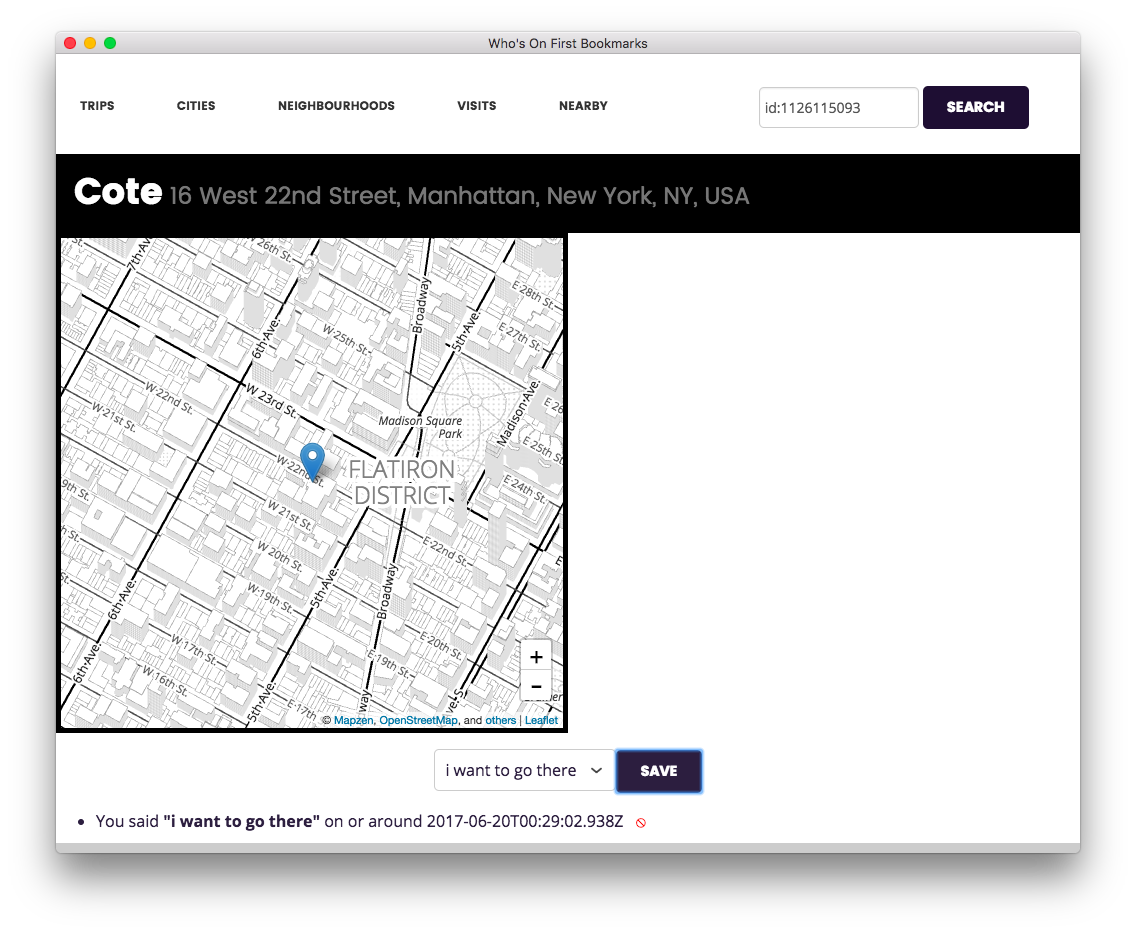 Who's On First Bookmarks
TRIPS
CITIES
NEIGHBOURHOODS
VISITS
NEARBY
id:1126115093
SEARCH
Cote 16 West 22nd Street, Manhattan, New York, NY, USA
7th Av
W 26th St.
6th Ave.
Broadway
5th Ave.
E 28th St.
E 27th St.
W 25th St.
W 22nd St.
W 23rd St.
Madison Ave.
E 26
W 21st St.
Madison Square
Park
E 25th St.
W 22nd St.
FLATIRON
DISTRICT
E 24th St.
9th St.
W 21st St.
W 20th St.
E 22nd St.
6th Ave.
W 19th St.
5th Ave.
Broadway
W 17th St.
E 20th St.
6th Ave.
W 16th St.
E 19th St.
5th Ave.
E 17th
way
ve. S.
+
−
© Mapzen, OpenStreetMap, and others | Leaflet
i want to go there
SAVE
• You said "i want to go there" on or around 2017-06-20T00:29:02.938Z